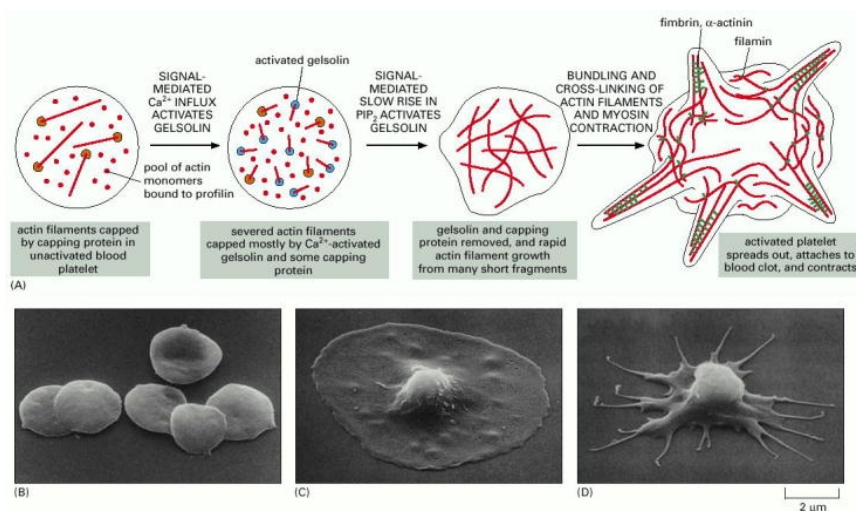 fimbrin, α-actinin
filamin
activated gelsolin
SIGNAL-
MEDIATED
Ca2+ INFLUX
ACTIVATES
GELSOLIN
SIGNAL-
MEDIATED
SLOW RISE IN
PIP2 ACTIVATES
GELSOLIN
BUNDLING AND
CROSS-LINKING OF
ACTIN FILAMENTS
AND MYOSIN
CONTRACTION
pool of actin
monomers
bound to profilin
actin filaments capped
by capping protein in
unactivated blood
platelet
severed actin filaments
capped mostly by Ca2+-activated
gelsolin and some capping
protein
gelsolin and capping
protein removed, and rapid
actin filament growth
from many short fragments
activated platelet
spreads out, attaches to
blood clot, and contracts
(A)
(B)
(C)
(D)
2 µm